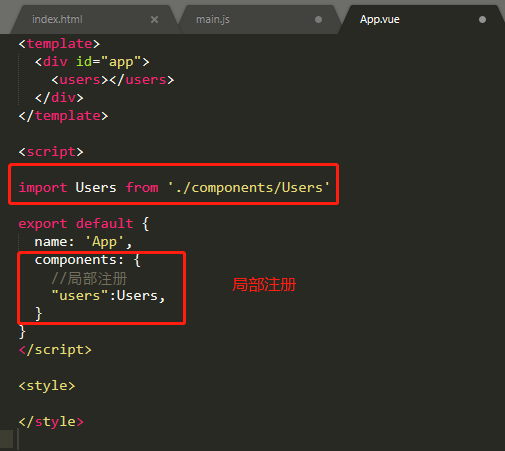 index.html × main.js App.vue
<template>
<div id="app">
<users></users>
</div>
</template>
<script>
import Users from './components/Users'
export default {
name: 'App',
components: {
//局部注册
"users":Users,
局部注册
}
}
</script>
<style>
</style>